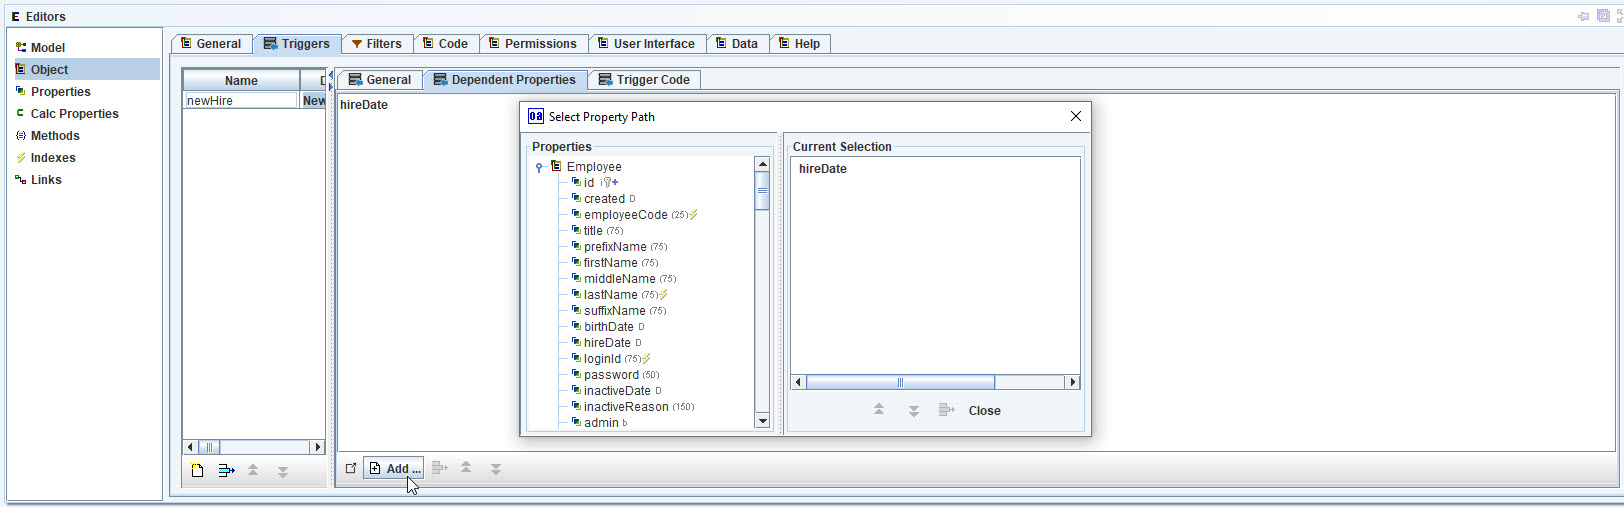 E Editors
Model
Object
Properties
Calc Properties
Methods
Indexes
Links
General Triggers Filters Code Permissions User Interface Data Help
Name D
newHire New
General Dependent Properties Trigger Code
hireDate
oa Select Property Path
Properties
Employee
id i
created D
employeeCode (25)
title (75)
prefixName (75)
firstName (75)
middleName (75)
lastName (75)
suffixName (75)
birthDate D
hireDate D
loginId (75)
password (50)
inactiveDate D
inactiveReason (150)
admin b
Current Selection
hireDate
Close
Add ...